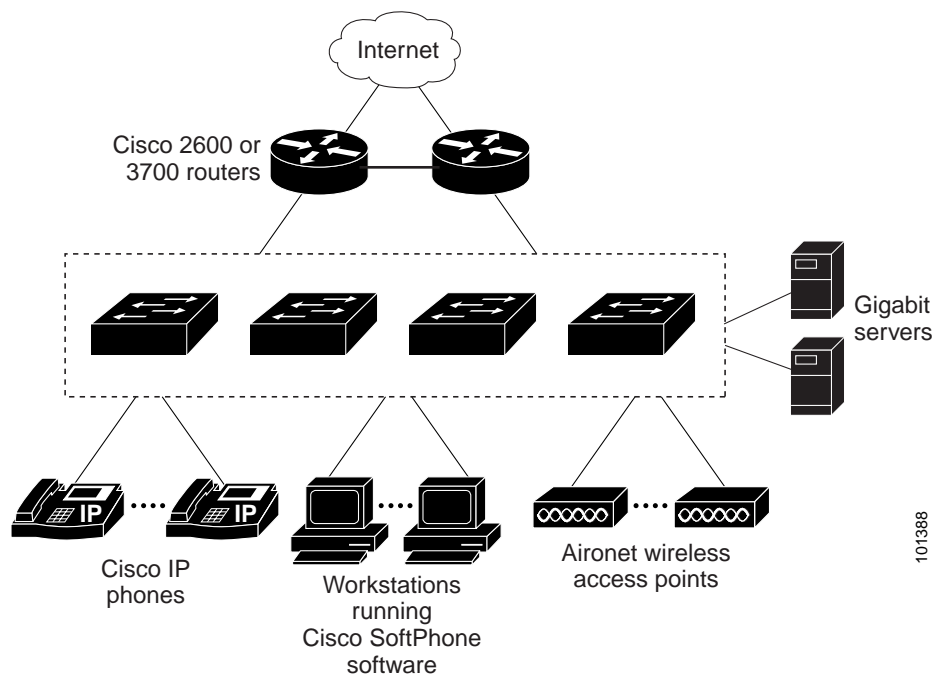 Internet
Cisco 2600 or
3700 routers
Gigabit
servers
IP
IP
Cisco IP
phones
Workstations
running
Cisco SoftPhone
software
Aironet wireless
access points
101388